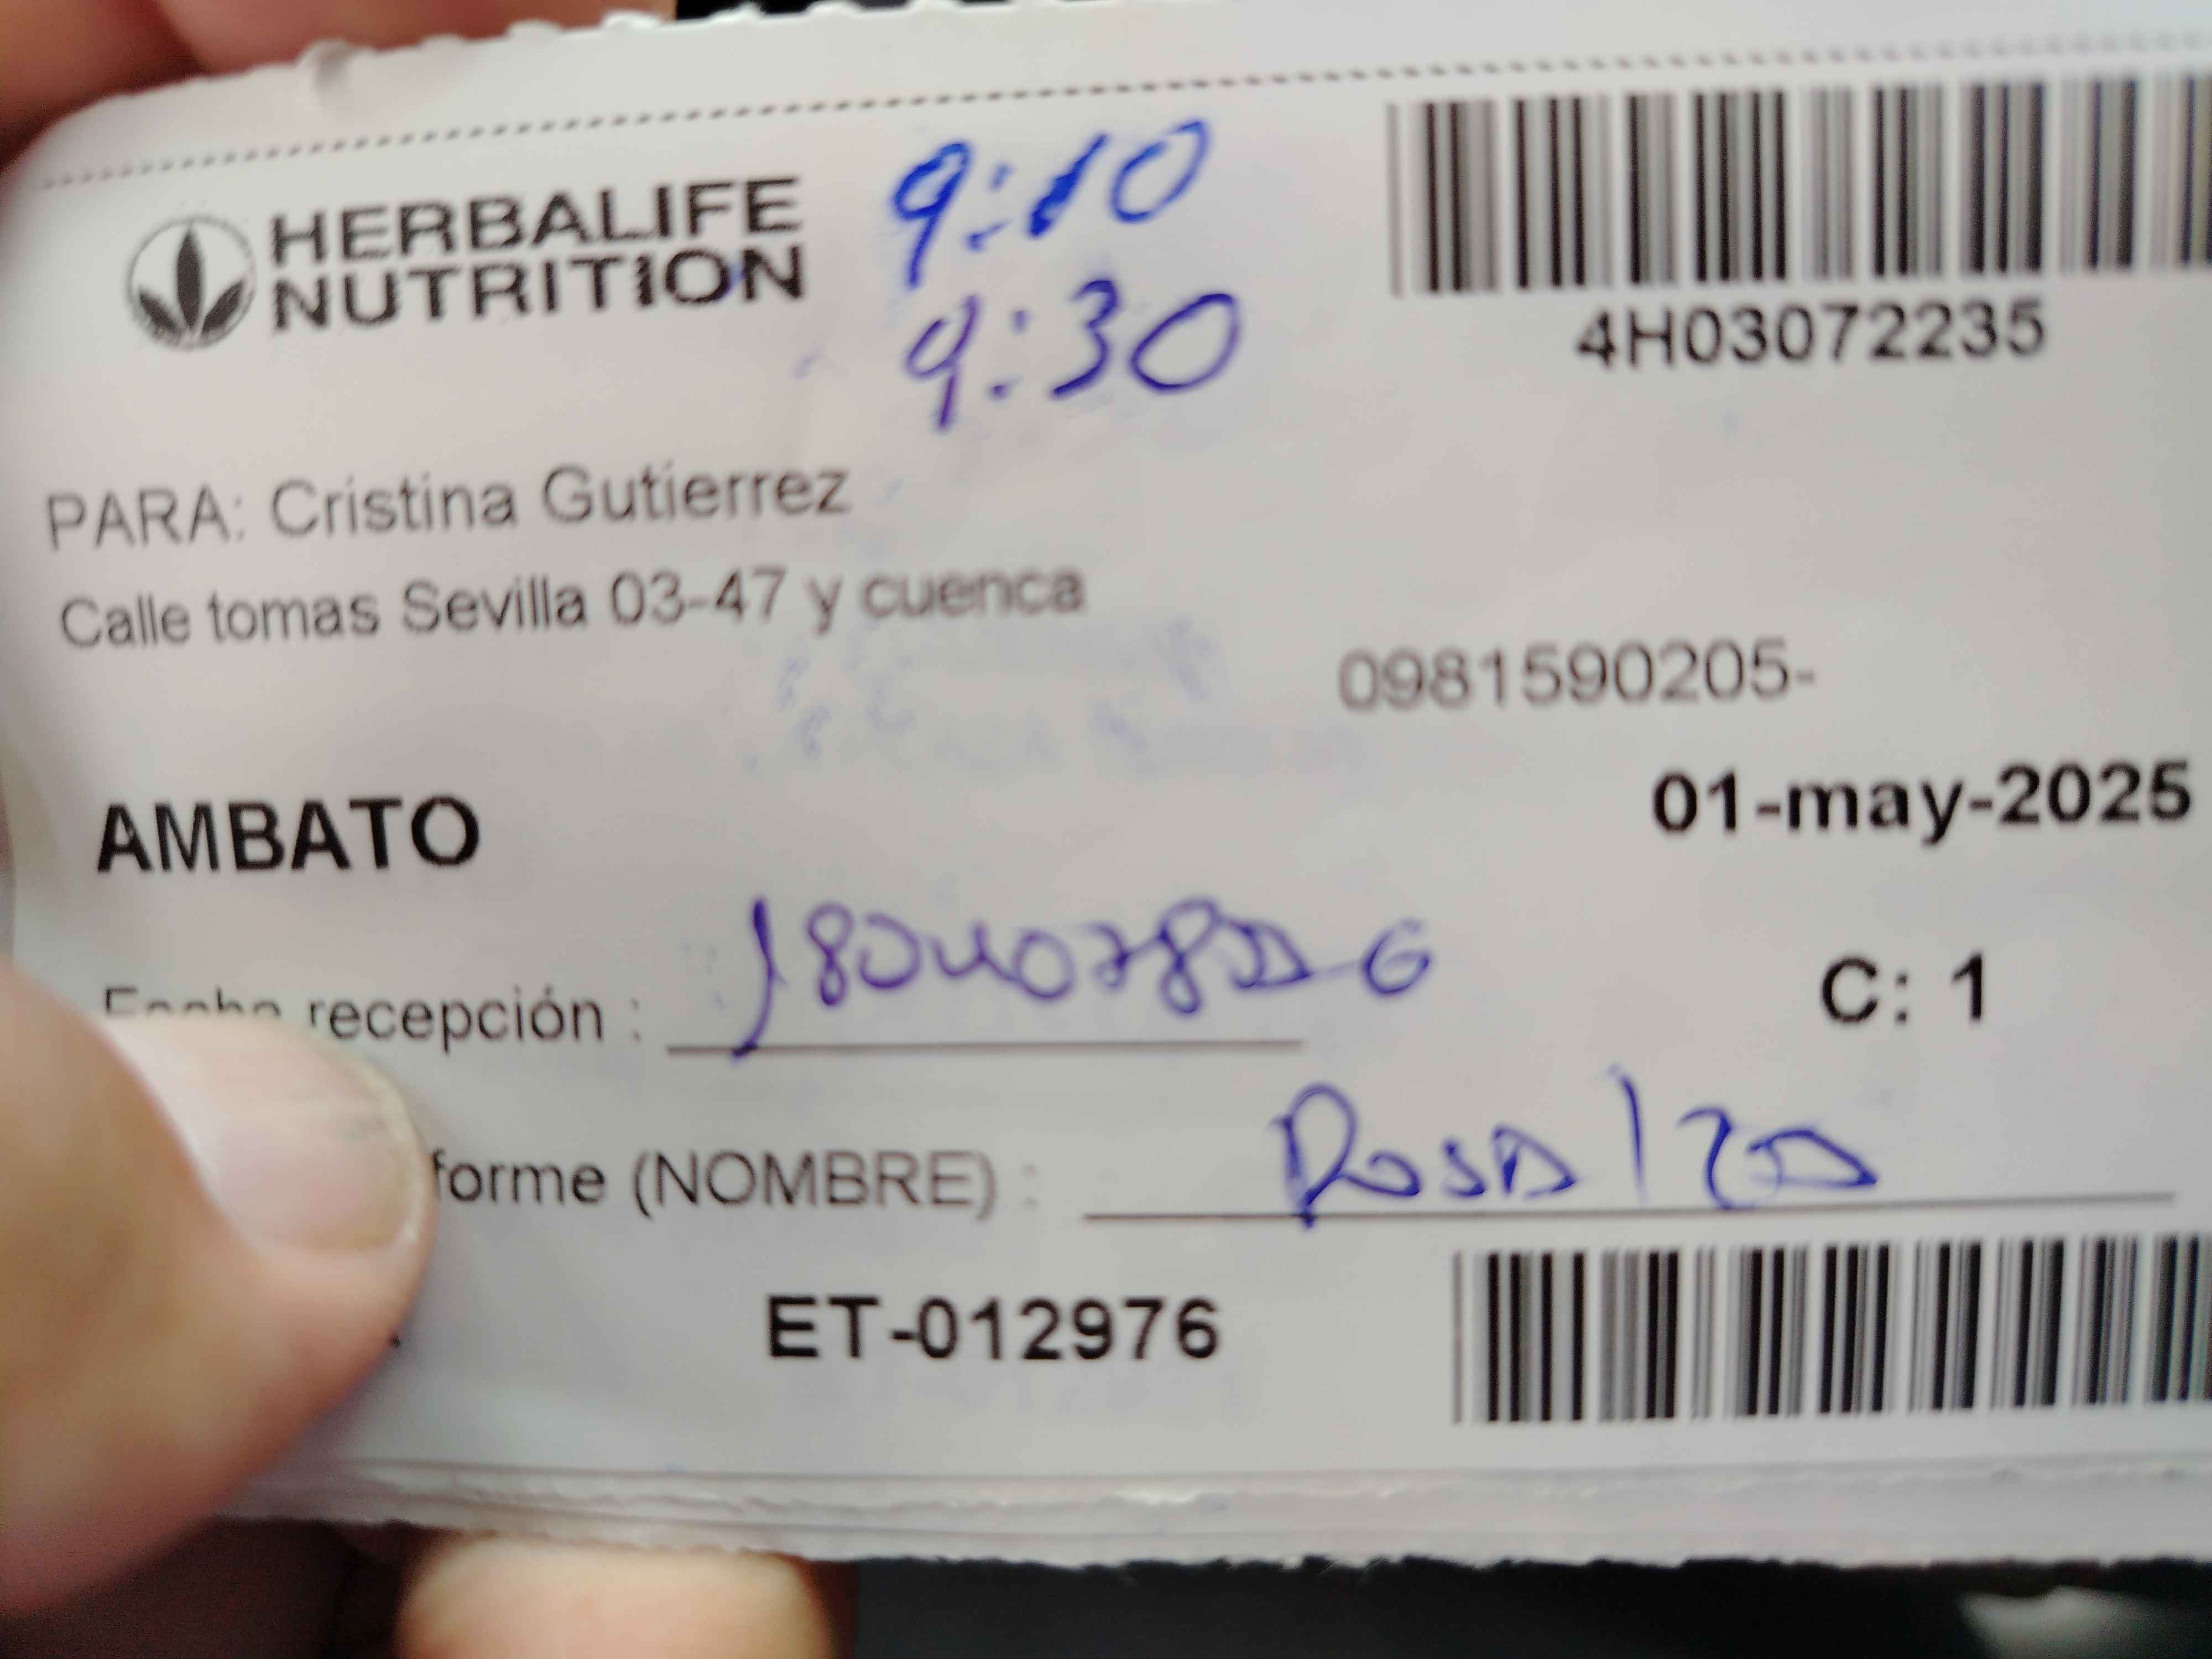 HERBALIFE
NUTRITION
9:10
9:30
4H03072235
PARA: Cristina Gutierrez
Calle tomas Sevilla 03-47 y cuenca
0981590205-
AMBATO
01-may-2025
recepción :
C: 1
forme (NOMBRE) :
Rosa
ET-012976